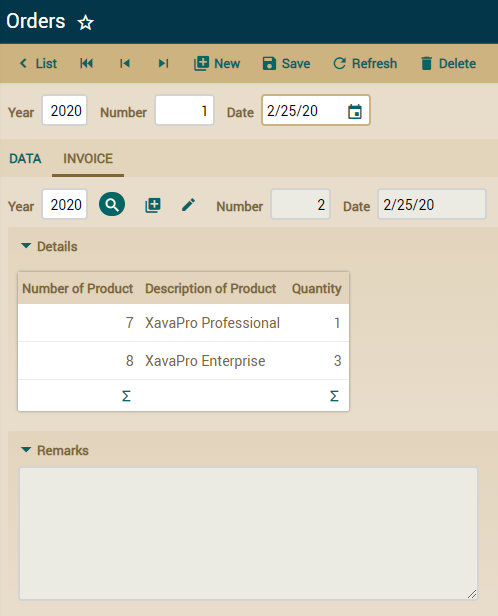 Orders
List New Save Refresh Delete
Year 2020 Number 1 Date 2/25/20
DATA INVOICE
Year 2020 Number 2 Date 2/25/20
Details
Number of Product Description of Product Quantity
7 XavaPro Professional 1
8 XavaPro Enterprise 3
Σ Σ
Remarks